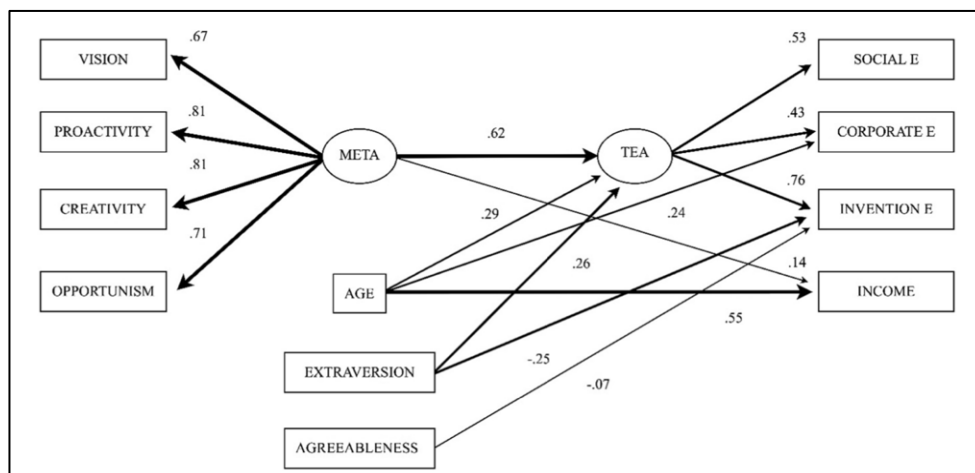 .67
.53
VISION
SOCIAL E
.81
.43
PROACTIVITY
.62
CORPORATE E
META
TEA
.81
.76
CREATIVITY
.29
.24
INVENTION E
.71
.26
.14
OPPORTUNISM
AGE
INCOME
.55
EXTRAVERSION
-.25
-.07
AGREEABLENESS